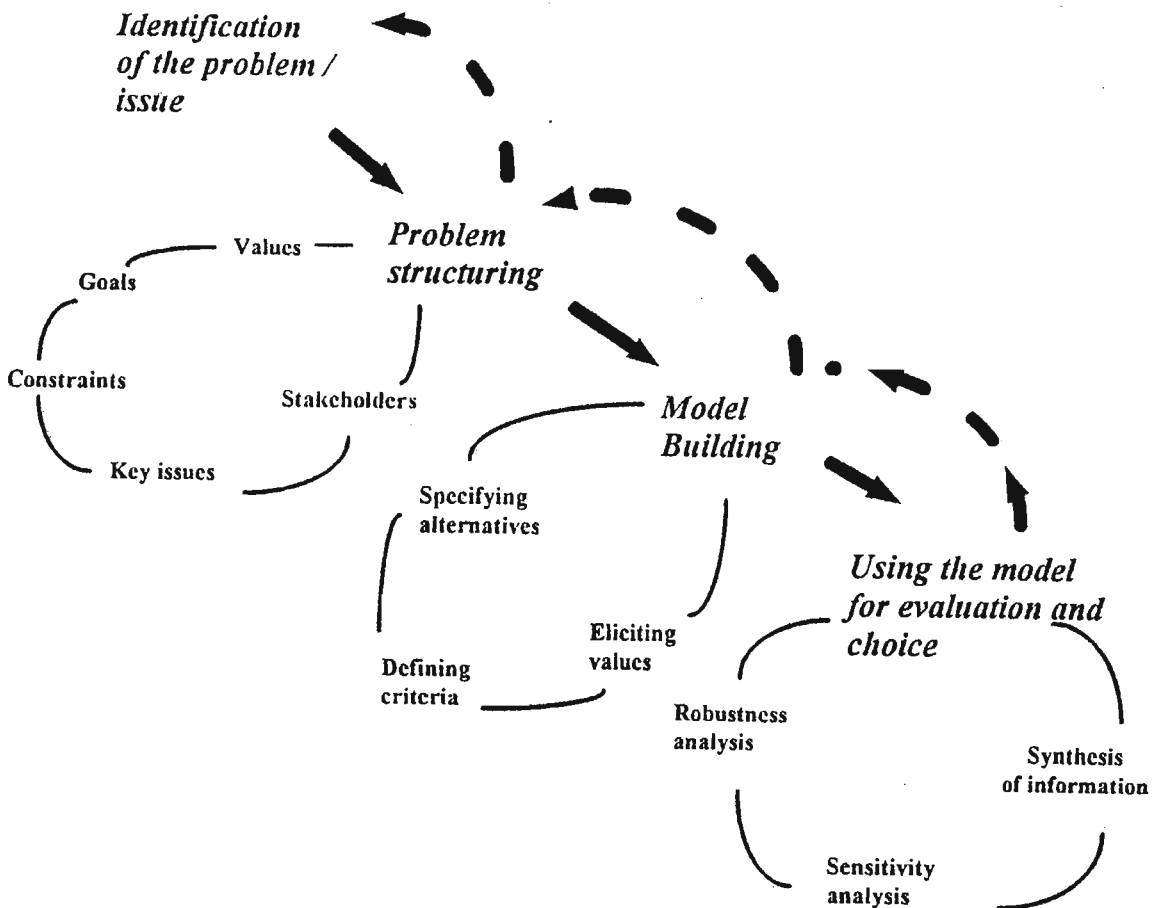 Identification
of the problem /
issue
Problem
structuring
Values
Goals
Constraints
Key issues
Stakeholders
Model
Building
Specifying
alternatives
Defining
criteria
Eliciting
values
Using the model
for evaluation and
choice
Robustness
analysis
Sensitivity
analysis
Synthesis
of information